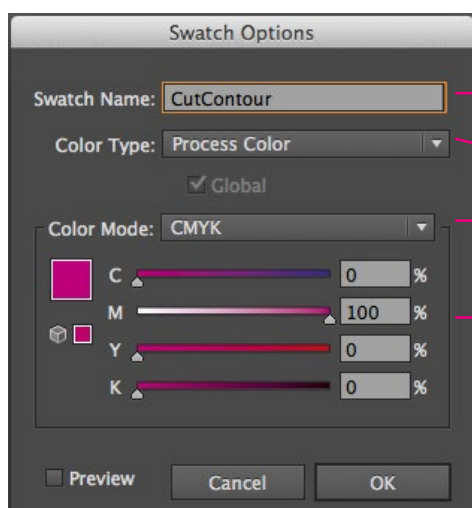 Swatch Options
Swatch Name: CutContour
Color Type: Process Color
Global
Color Mode: CMYK
C 0 %
M 100 %
Y 0 %
K 0 %
Preview Cancel OK